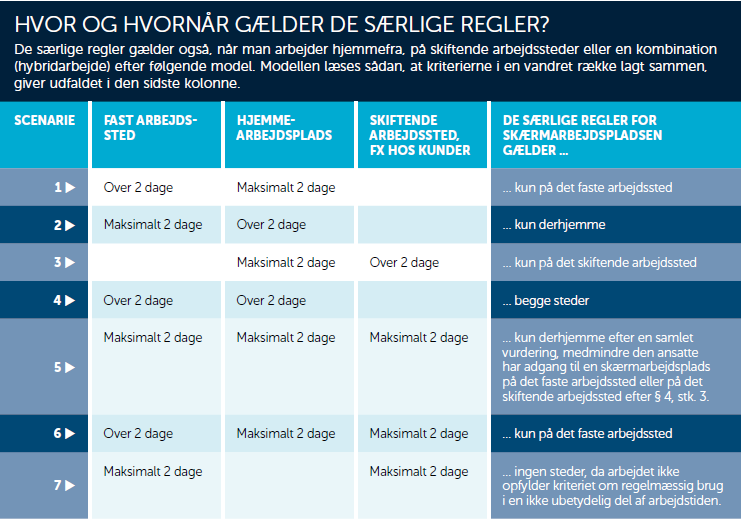 HVOR OG HVORNÅR GÆLDER DE SÆRLIGE REGLER?
De særlige regler gælder også, når man arbejder hjemmefra, på skiftende arbejdssteder eller en kombination
(hybridarbejde) efter følgende model. Modellen læses sådan, at kriterierne i en vandret række lagt sammen,
giver udfaldet i den sidste kolonne.
SCENARIE
FAST ARBEJDS-
STED
HJEMME-
ARBEJDSPLADS
SKIFTENDE
ARBEJDSSTED,
FX HOS KUNDER
DE SÆRLIGE REGLER FOR
SKÆRMARBEJDSPLADSEN
GÆLDER ...
1 ▶ Over 2 dage Maksimalt 2 dage ... kun på det faste arbejdssted
2 ▶ Maksimalt 2 dage Over 2 dage ... kun derhjemme
3 ▶ Maksimalt 2 dage Over 2 dage ... kun på det skiftende arbejdssted
4 ▶ Over 2 dage Over 2 dage ... begge steder
5 ▶ Maksimalt 2 dage Maksimalt 2 dage Maksimalt 2 dage ... kun derhjemme efter en samlet
vurdering, medmindre den ansatte
har adgang til en skærmarbejdsplads
på det faste arbejdssted eller på det
skiftende arbejdssted efter § 4, stk. 3.
6 ▶ Over 2 dage Maksimalt 2 dage Maksimalt 2 dage ... kun på det faste arbejdssted
7 ▶ Maksimalt 2 dage Maksimalt 2 dage ... ingen steder, da arbejdet ikke
opfylder kriteriet om regelmæssig brug
i en ikke ubetydelig del af arbejdstiden.